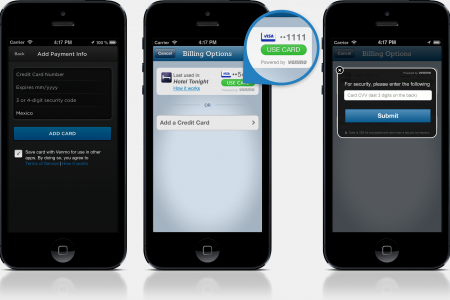 Carrier 4:17 PM 100 %
Back Add Payment Info
Credit Card Number
Expires mm/yyyy
3 or 4-digit security code
Mexico
ADD CARD
Save card with Venmo for use in other
apps. By doing so, you agree to
Terms of Service | How it works
Carrier 4:17 PM
Cancel Billing Options
Last used in:
Hotel Tonight
How it works
VISA
USE CARD
Powered by venmo
OR
Add a Credit Card
VISA ··1111
USE CARD
Powered by venmo
Carrier 4:17 PM
Cancel Billing Options
Powered by venmo
For security, please enter the following
Card CVV (last 3 digits on the back)
Submit